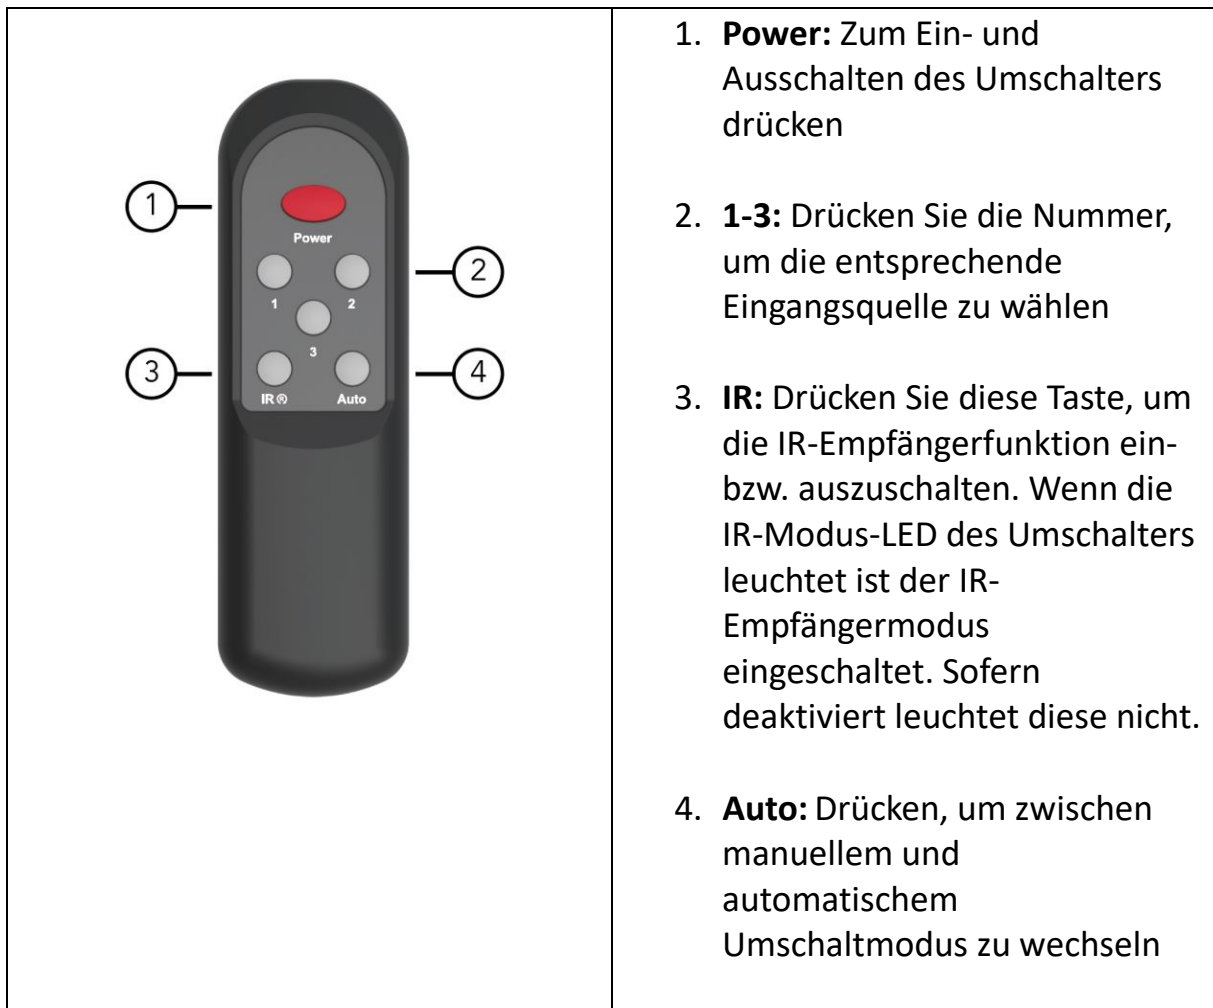 1
2
3
4
Power
1
2
3
IR
Auto
1. Power: Zum Ein- und
Ausschalten des Umschalters
drücken
2. 1-3: Drücken Sie die Nummer,
um die entsprechende
Eingangsquelle zu wählen
3. IR: Drücken Sie diese Taste, um
die IR-Empfängerfunktion ein-
bzw. auszuschalten. Wenn die
IR-Modus-LED des Umschalters
leuchtet ist der IR-
Empfängermodus
eingeschaltet. Sofern
deaktiviert leuchtet diese nicht.
4. Auto: Drücken, um zwischen
manuellem und
automatischem
Umschaltmodus zu wechseln